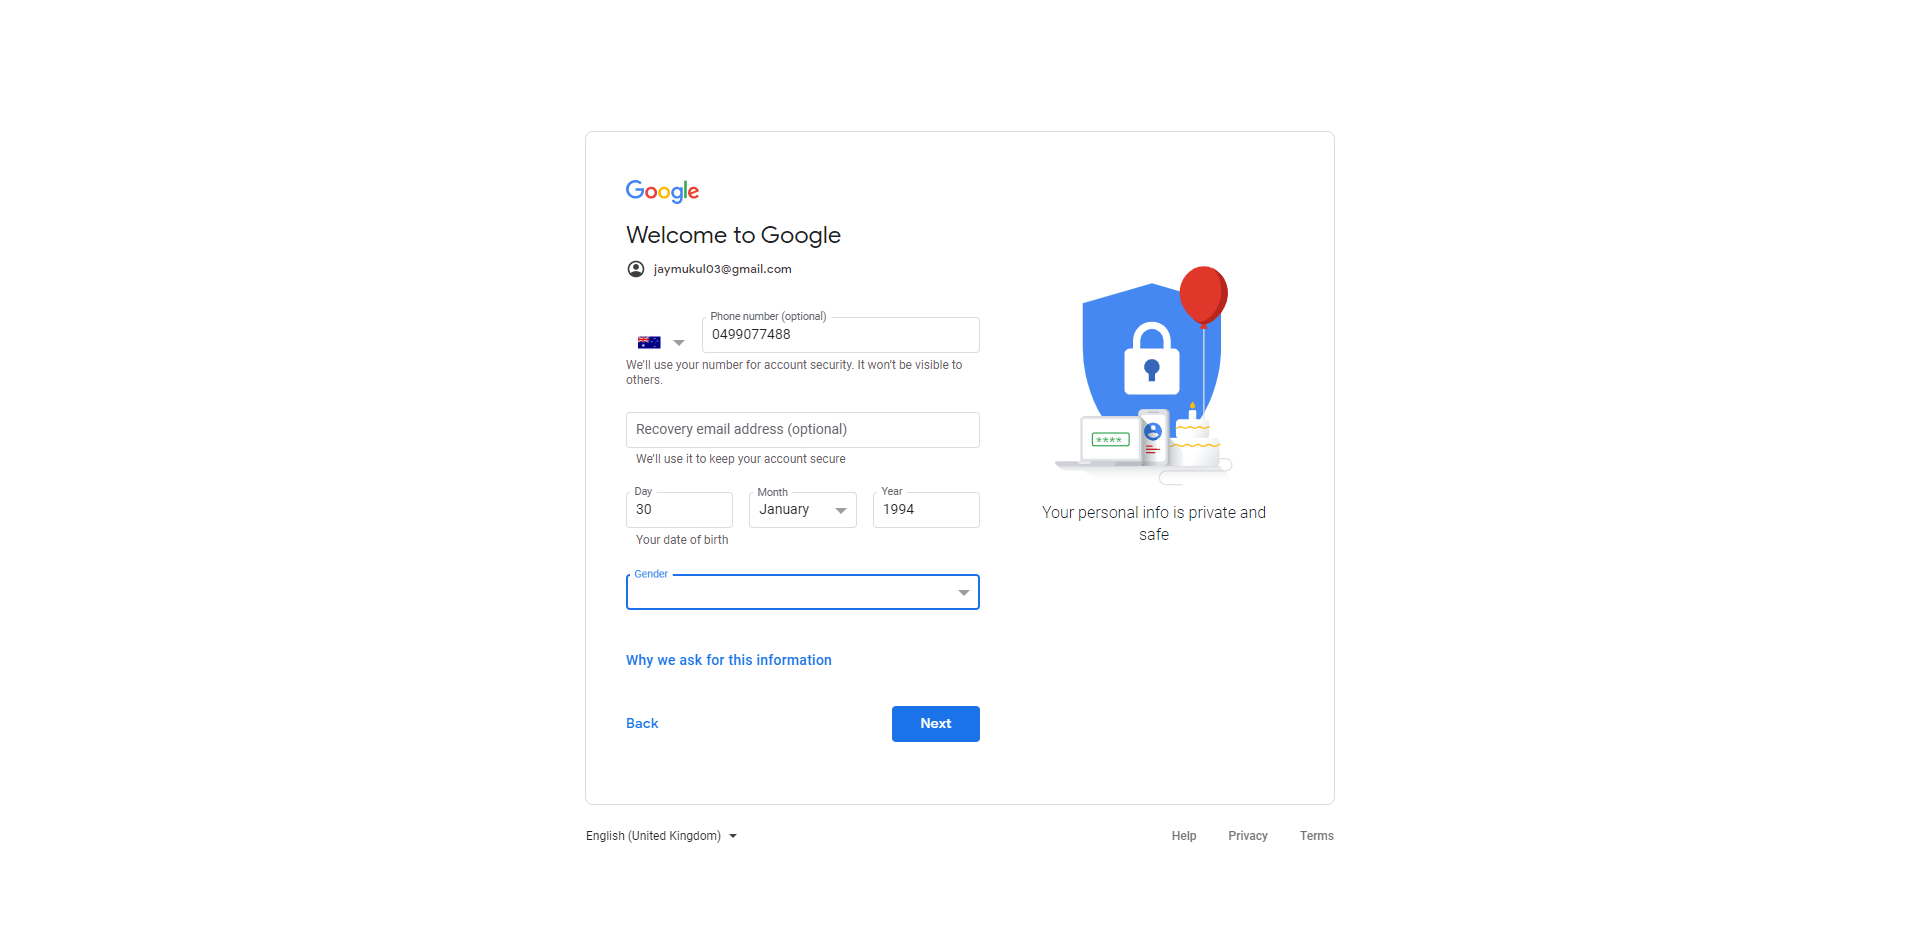 Google
Welcome to Google
jaymukul03@gmail.com
Phone number (optional)
0499077488
We'll use your number for account security. It won't be visible to
others.
Recovery email address (optional)
We'll use it to keep your account secure
Day
30
Month
January
Year
1994
Your date of birth
Gender
Why we ask for this information
Back
Next
****
Your personal info is private and
safe
English (United Kingdom)
Help
Privacy
Terms